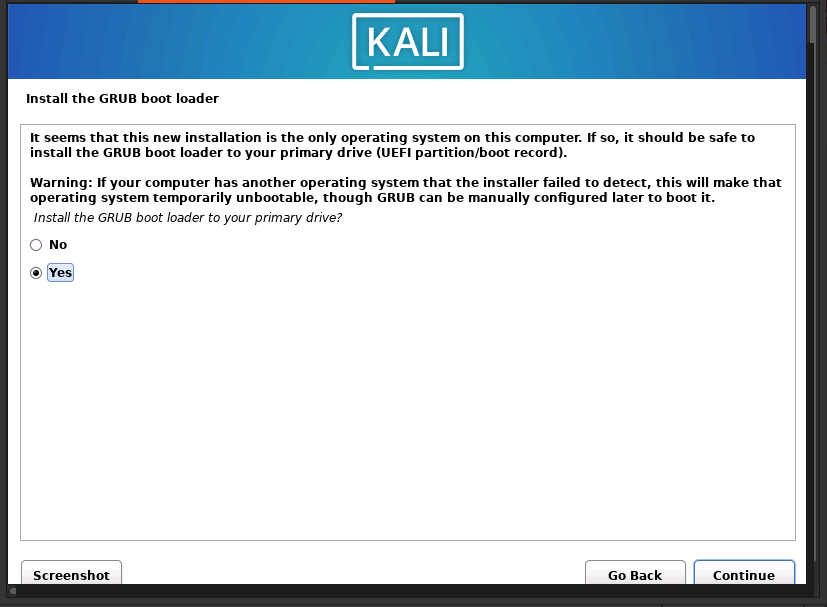 KALI
Install the GRUB boot loader
It seems that this new installation is the only operating system on this computer. If so, it should be safe to
install the GRUB boot loader to your primary drive (UEFI partition/boot record).
Warning: If your computer has another operating system that the installer failed to detect, this will make that
operating system temporarily unbootable, though GRUB can be manually configured later to boot it.
Install the GRUB boot loader to your primary drive?
No
Yes
Screenshot
Go Back
Continue